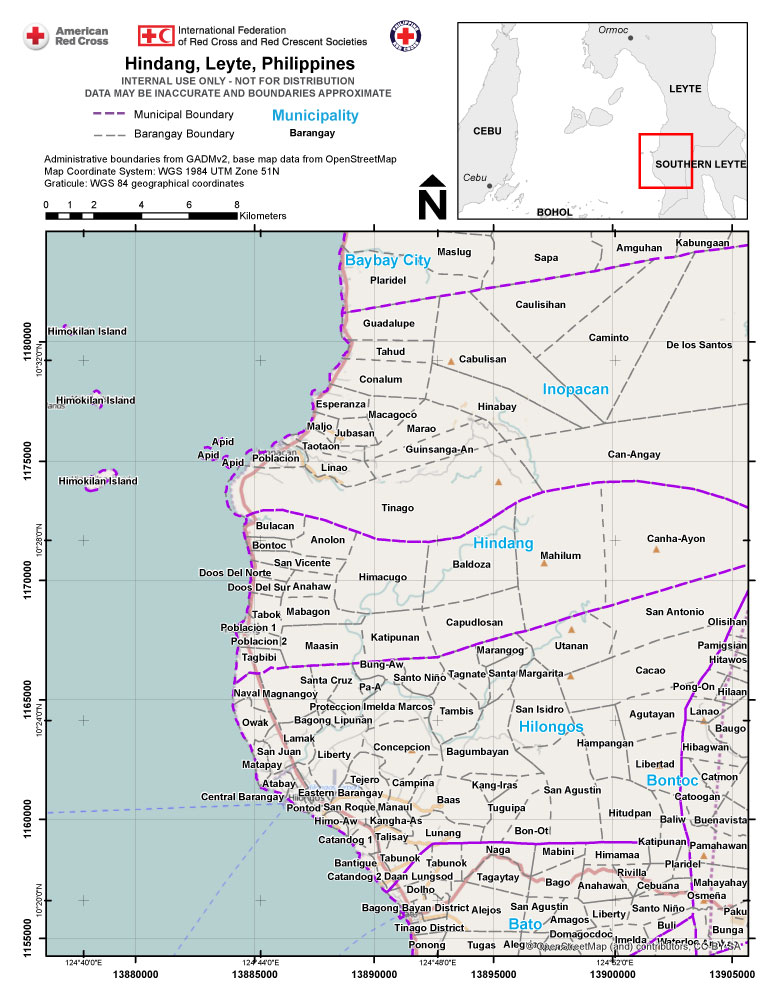 American
Red Cross
International Federation
of Red Cross and Red Crescent Societies
PHILIPPINE
RED CROSS
Hindang, Leyte, Philippines
INTERNAL USE ONLY - NOT FOR DISTRIBUTION
DATA MAY BE INACCURATE AND BOUNDARIES APPROXIMATE
Municipal Boundary
Municipality
Barangay Boundary
Barangay
Administrative boundaries from GADMv2, base map data from OpenStreetMap
Map Coordinate System: WGS 1984 UTM Zone 51N
Graticule: WGS 84 geographical coordinates
0 1 2 4 6 8
Kilometers
N
Ormoc
LEYTE
CEBU
SOUTHERN LEYTE
Cebu
BOHOL
Baybay City
Maslug
Sapa
Amguhan
Kabungaan
Plaridel
Caulisihan
Guadalupe
Himokilan Island
Caminto
De los Santos
Tahud
Cabulisan
Conalum
Inopacan
Himokilan Island
Esperanza
Macagoco
Hinabay
Maljo
Jubasan
Marao
Apid
Taotaon
Guinsanga-An
Can-Angay
Apid
Apid
Poblacion
Linao
Himokilan Island
Tinago
Bulacan
Anolon
Hindang
Canha-Ayon
Bontoc
Mahilum
San Vicente
Baldoza
Doos Del Norte
Himacugo
Doos Del Sur
Anahaw
Tabok
Mabagon
San Antonio
Poblacion 1
Capudlosan
Olisihan
Poblacion 2
Maasin
Katipunan
Utanan
Pamigsian
Tagbibi
Marangog
Hitawos
Bung-Aw
Santa Cruz
Pa-A
Santo Niño
Tagnate
Santa Margarita
Cacao
Pong-On
Hilaan
Naval
Magnangoy
Proteccion
Imelda Marcos
Tambis
San Isidro
Agutayan
Lanao
Owak
Bagong Lipunan
Hilongos
Baugo
Lamak
Hampangan
Hibagwan
San Juan
Liberty
Concepcion
Bagumbayan
Matapay
Libertad
Bontoc
Catmon
Atabay
Tejero
Campina
Kang-Iras
San Agustin
Catoogan
Central Barangay
Eastern Barangay
Baas
Pontod
San Roque
Manaul
Tuguipa
Hitudpan
Himo-Aw
Kangha-As
Baliw
Buenavista
Catandog 1
Talisay
Lunang
Bon-Ot
Katipunan
Pamahawan
Bantigue
Tabunok
Tabunok
Naga
Mabini
Himamaa
Plaridel
Catandog 2
Daan Lungsod
Tagaytay
Rivilla
Dolho
Bago
Anahawan
Cebuana
Mahayahay
Osmeña
Bagong Bayan District
Alejos
San Agustin
Santo Niño
Paku
Tinago District
Bato
Amagos
Liberty
Buli
Bunga
Domagocdoc
Ponong
Tugas
Imelda
© OpenStreetMap (and) contributors, CC-BY-SA
11180000
10°32'0"N
11175000
10°28'0"N
11170000
11165000
10°24'0"N
11160000
10°20'0"N
11155000
124°40'0"E
124°44'0"E
124°48'0"E
124°52'0"E
13880000
13885000
13890000
13895000
13900000
13905000